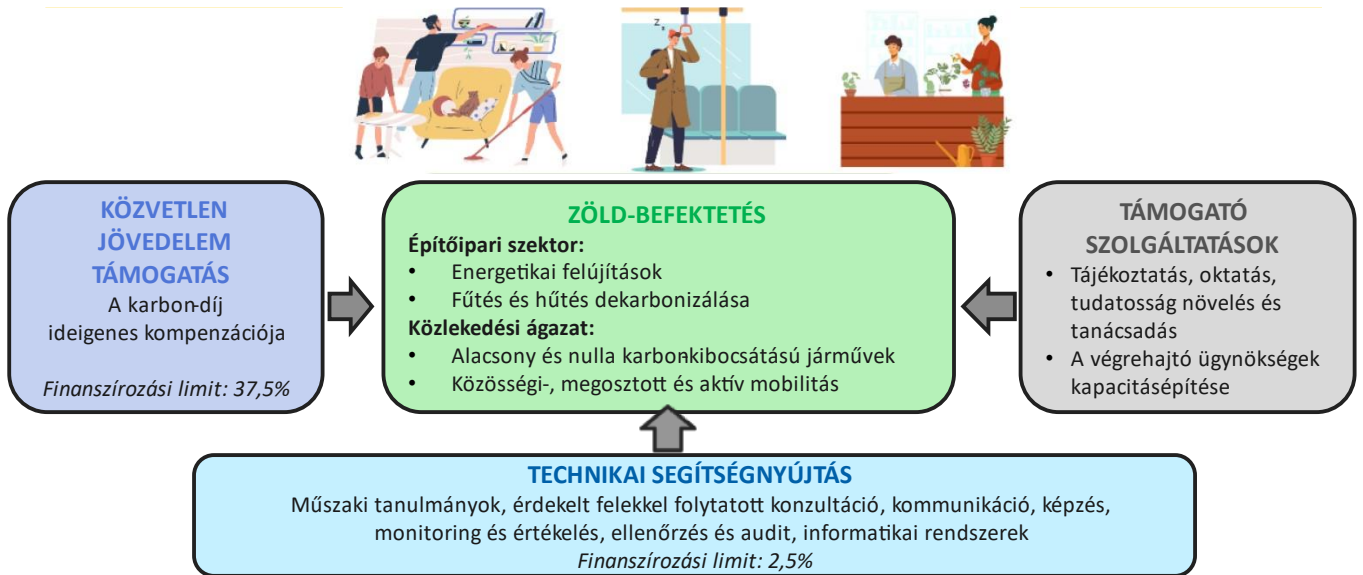 z
KÖZVETLEN
JÖVEDELEM
TÁMOGATÁS
A karbon-díj
ideigenes kompenzációja
Finanszírozási limit: 37,5%
ZÖLD-BEFEKTETÉS
Építőipari szektor:
• Energetikai felújítások
• Fűtés és hűtés dekarbonizálása
Közlekedési ágazat:
• Alacsony és nulla karbon-kibocsátású járművek
• Közösségi-, megosztott és aktív mobilitás
TÁMOGATÓ
SZOLGÁLTATÁSOK
• Tájékoztatás, oktatás,
tudatosság növelés és
tanácsadás
• A végrehajtó ügynökségek
kapacitásépítése
TECHNIKAI SEGÍTSÉGNYÚJTÁS
Műszaki tanulmányok, érdekelt felekkel folytatott konzultáció, kommunikáció, képzés,
monitoring és értékelés, ellenőrzés és audit, informatikai rendszerek
Finanszírozási limit: 2,5%